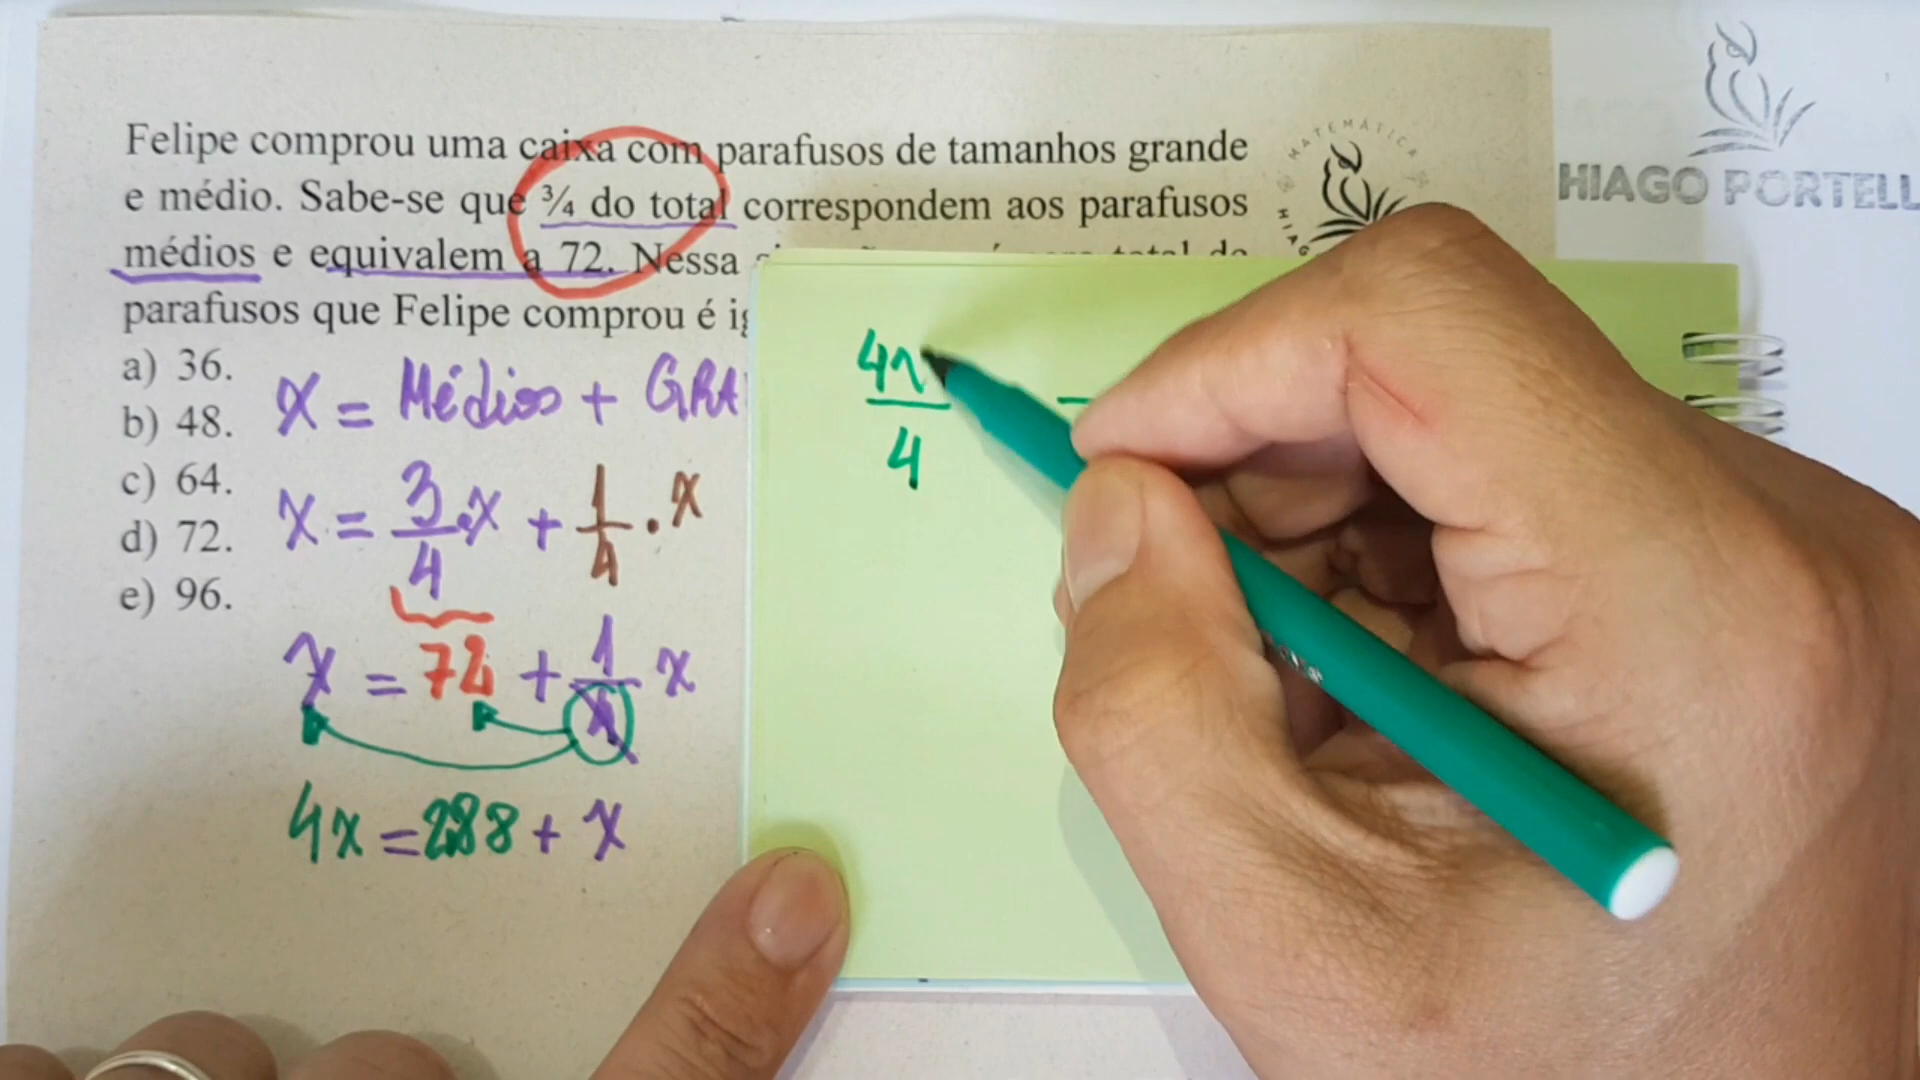 Felipe comprou uma caixa com parafusos de tamanhos grande
e médio. Sabe-se que ¾ do total correspondem aos parafusos
médios e equivalem a 72. Nessa
parafusos que Felipe comprou é
a) 36.
b) 48.
c) 64.
d) 72.
e) 96.
x = Médios + GRA
x = 3/4 . x + 1/4 . x
x = 72 + 1/4 x
4x = 288 + x
4x
4
MATEMÁTICA
HIAGO PORTELL